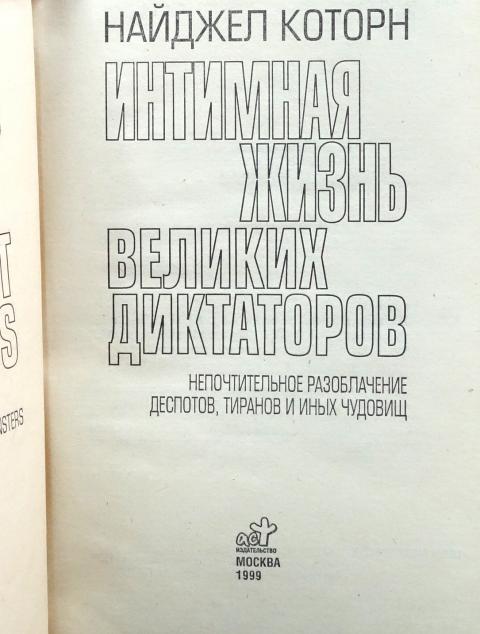 НАЙДЖЕЛ КОТОРН
ИНТИМНАЯ
ЖИЗНЬ
ВЕЛИКИХ
ДИКТАТОРОВ
НЕПОЧТИТЕЛЬНОЕ РАЗОБЛАЧЕНИЕ
ДЕСПОТОВ, ТИРАНОВ И ИНЫХ ЧУДОВИЩ
аст
ИЗДАТЕЛЬСТВО
МОСКВА
1999